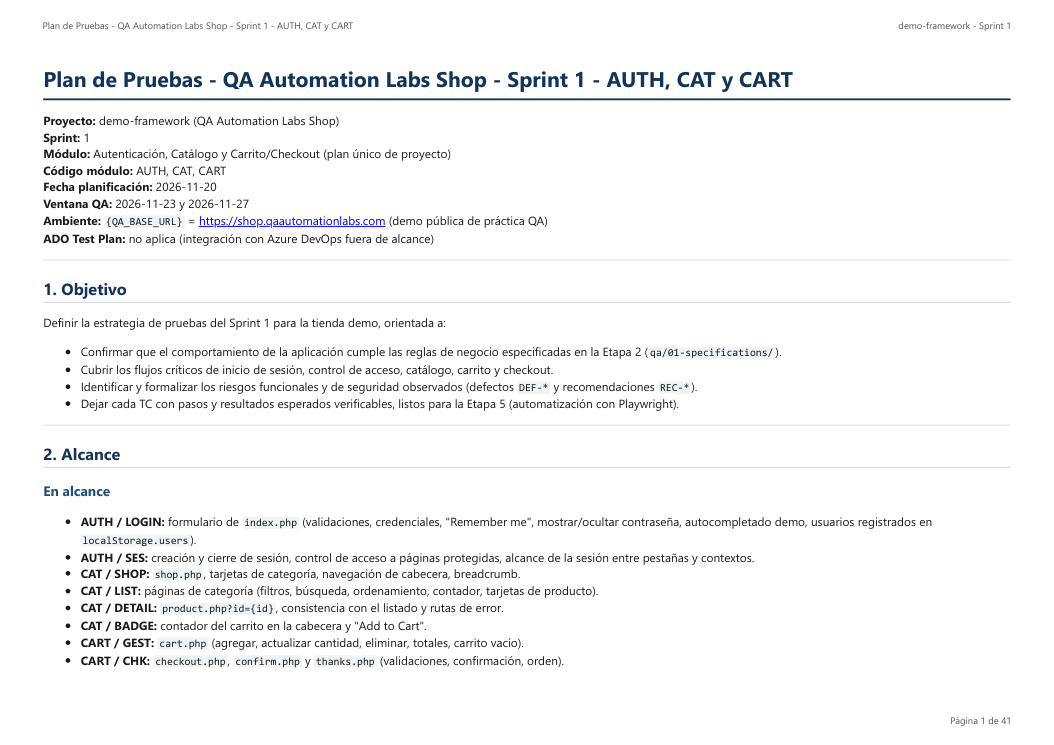 Plan de Pruebas - QA Automation Labs Shop - Sprint 1 - AUTH, CAT y CART
demo-framework - Sprint 1
Plan de Pruebas - QA Automation Labs Shop - Sprint 1 - AUTH, CAT y CART
Proyecto: demo-framework (QA Automation Labs Shop)
Sprint: 1
Módulo: Autenticación, Catálogo y Carrito/Checkout (plan único de proyecto)
Código módulo: AUTH, CAT, CART
Fecha planificación: 2026-11-20
Ventana QA: 2026-11-23 y 2026-11-27
Ambiente: {QA_BASE_URL} = https://shop.qaautomationlabs.com (demo pública de práctica QA)
ADO Test Plan: no aplica (integración con Azure DevOps fuera de alcance)
1. Objetivo
Definir la estrategia de pruebas del Sprint 1 para la tienda demo, orientada a:
• Confirmar que el comportamiento de la aplicación cumple las reglas de negocio especificadas en la Etapa 2 (qa/01-specifications/).
• Cubrir los flujos críticos de inicio de sesión, control de acceso, catálogo, carrito y checkout.
• Identificar y formalizar los riesgos funcionales y de seguridad observados (defectos DEF-* y recomendaciones REC-*).
• Dejar cada TC con pasos y resultados esperados verificables, listos para la Etapa 5 (automatización con Playwright).
2. Alcance
En alcance
• AUTH / LOGIN: formulario de index.php (validaciones, credenciales, "Remember me", mostrar/ocultar contraseña, autocompletado demo, usuarios registrados en
localStorage.users).
• AUTH / SES: creación y cierre de sesión, control de acceso a páginas protegidas, alcance de la sesión entre pestañas y contextos.
• CAT / SHOP: shop.php, tarjetas de categoría, navegación de cabecera, breadcrumb.
• CAT / LIST: páginas de categoría (filtros, búsqueda, ordenamiento, contador, tarjetas de producto).
• CAT / DETAIL: product.php?id={id}, consistencia con el listado y rutas de error.
• CAT / BADGE: contador del carrito en la cabecera y "Add to Cart".
• CART / GEST: cart.php (agregar, actualizar cantidad, eliminar, totales, carrito vacío).
• CART / CHK: checkout.php, confirm.php y thanks.php (validaciones, confirmación, orden).
Página 1 de 41